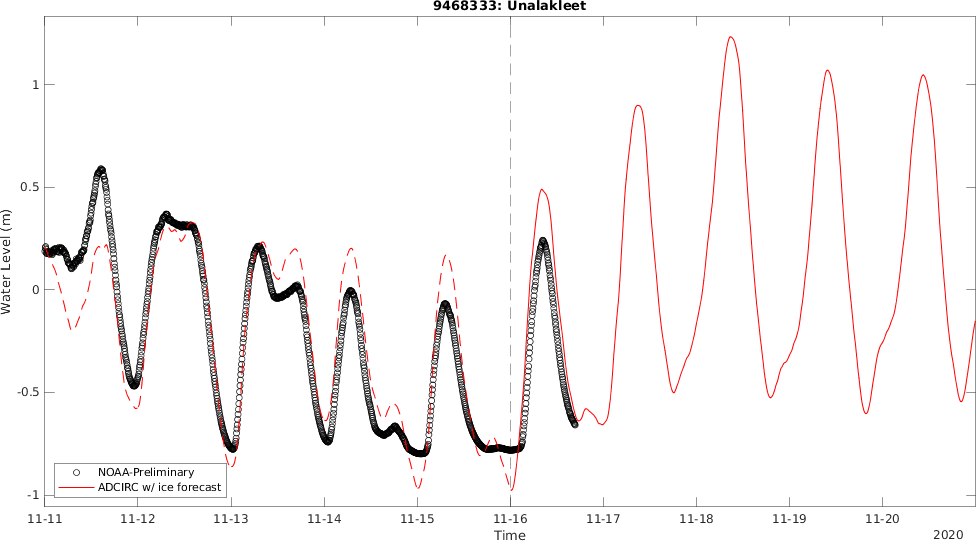 9468333: Unalakleet
Water Level (m)
1
0.5
0
-0.5
-1
NOAA-Preliminary
ADCIRC w/ ice forecast
11-11 11-12 11-13 11-14 11-15 11-16 11-17 11-18 11-19 11-20
Time
2020